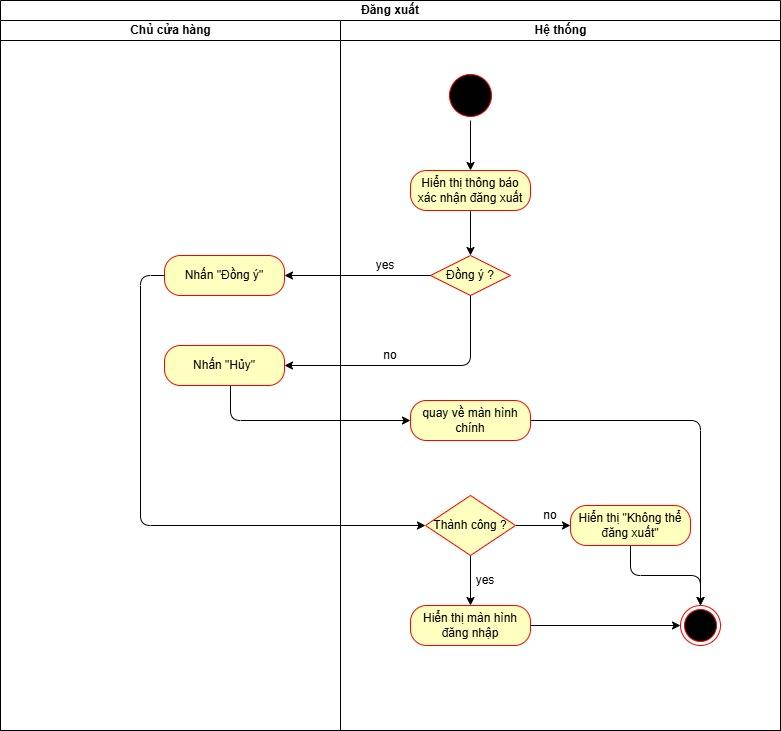 Đăng xuất
Chủ cửa hàng
Hệ thống
Hiển thị thông báo
xác nhận đăng xuất
Nhấn "Đồng ý"
yes
Đồng ý ?
Nhấn "Hủy"
no
quay về màn hình
chính
Thành công ?
no
Hiển thị "Không thể
đăng xuất"
yes
Hiển thị màn hình
đăng nhập